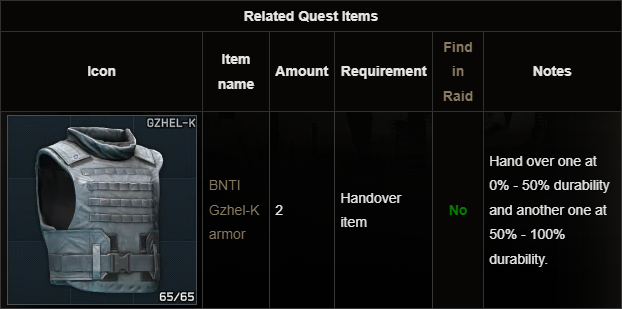 Related Quest Items
Icon
Item
name
Amount
Requirement
Find
in
Raid
Notes
GZHEL-K
65/65
BNTI
Gzhel-K
armor
2
Handover
item
No
Hand over one at
0% - 50% durability
and another one at
50% - 100%
durability.